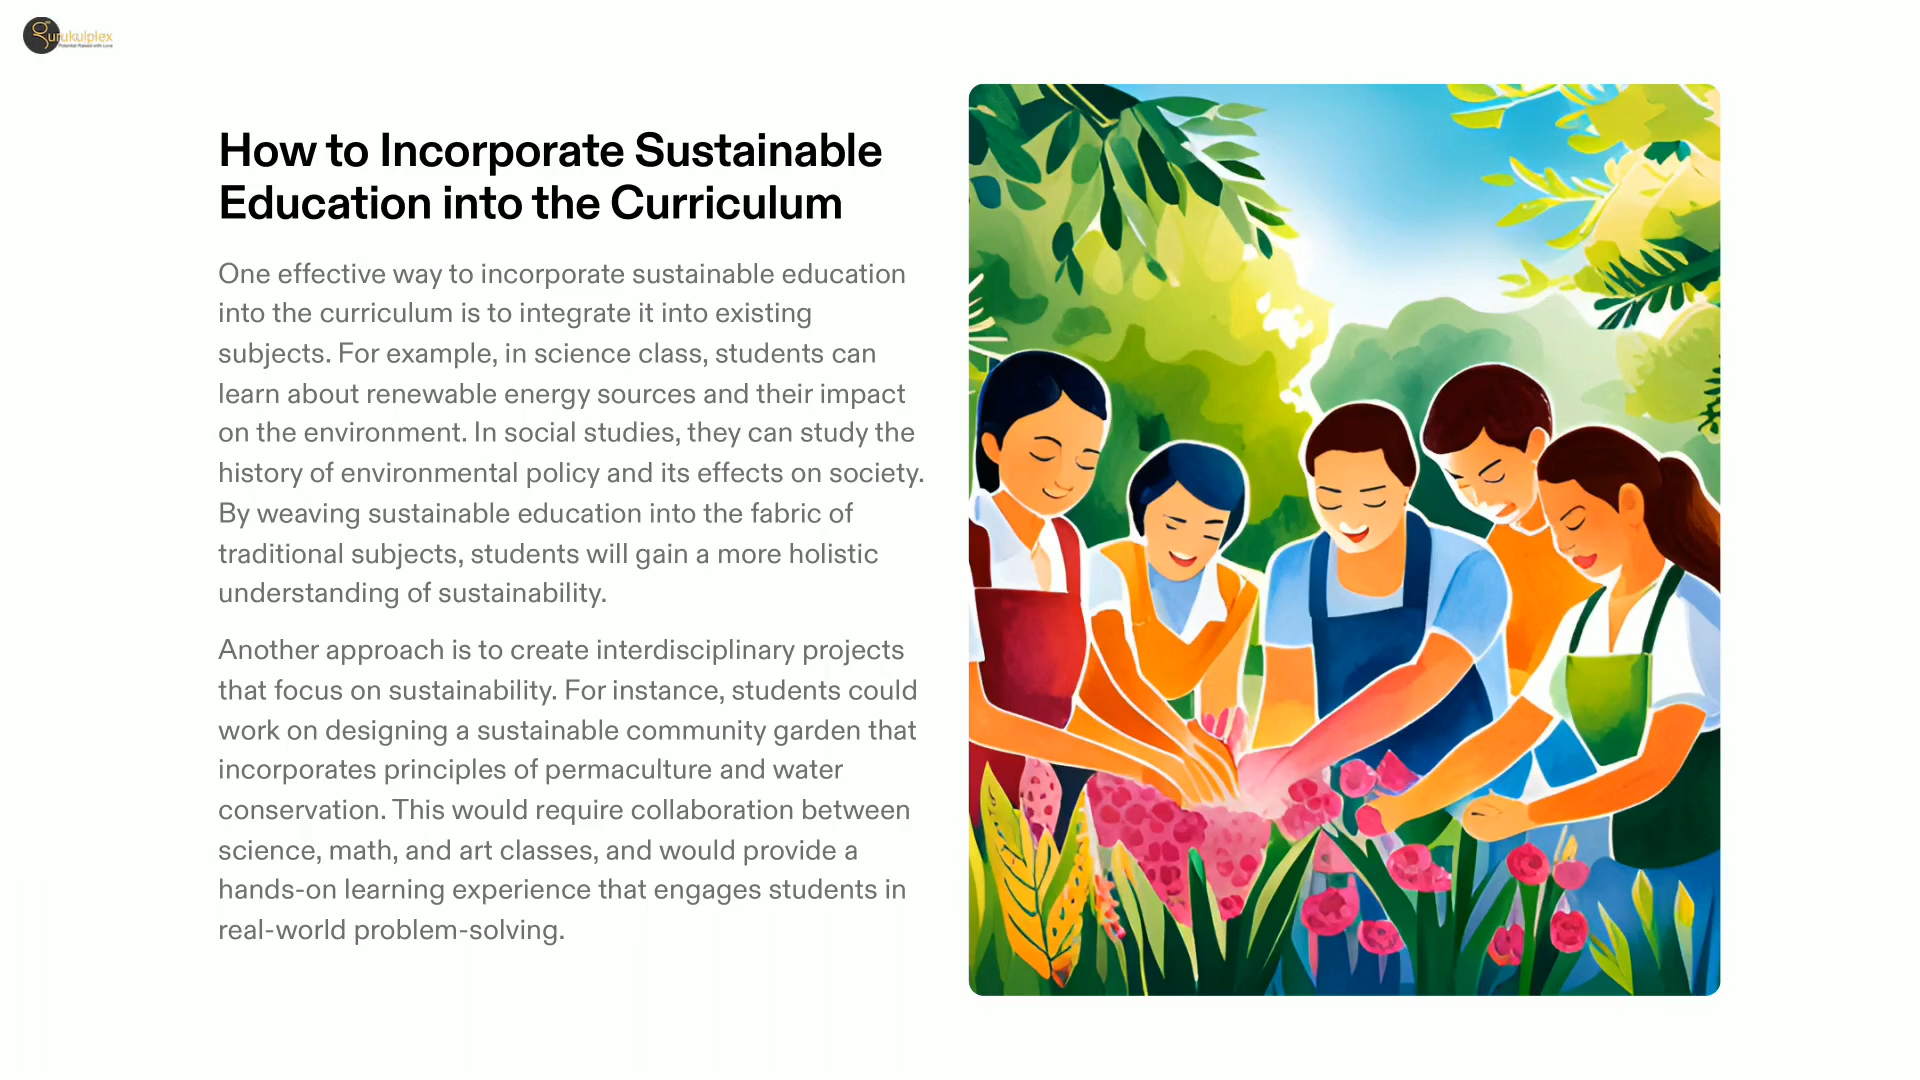 gurukulplex
Potential Raised with Love
How to Incorporate Sustainable
Education into the Curriculum
One effective way to incorporate sustainable education
into the curriculum is to integrate it into existing
subjects. For example, in science class, students can
learn about renewable energy sources and their impact
on the environment. In social studies, they can study the
history of environmental policy and its effects on society.
By weaving sustainable education into the fabric of
traditional subjects, students will gain a more holistic
understanding of sustainability.
Another approach is to create interdisciplinary projects
that focus on sustainability. For instance, students could
work on designing a sustainable community garden that
incorporates principles of permaculture and water
conservation. This would require collaboration between
science, math, and art classes, and would provide a
hands-on learning experience that engages students in
real-world problem-solving.